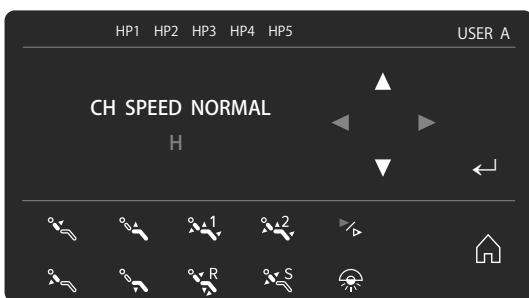 HP1 HP2 HP3 HP4 HP5 USER A
CH SPEED NORMAL
H
1 2
R S